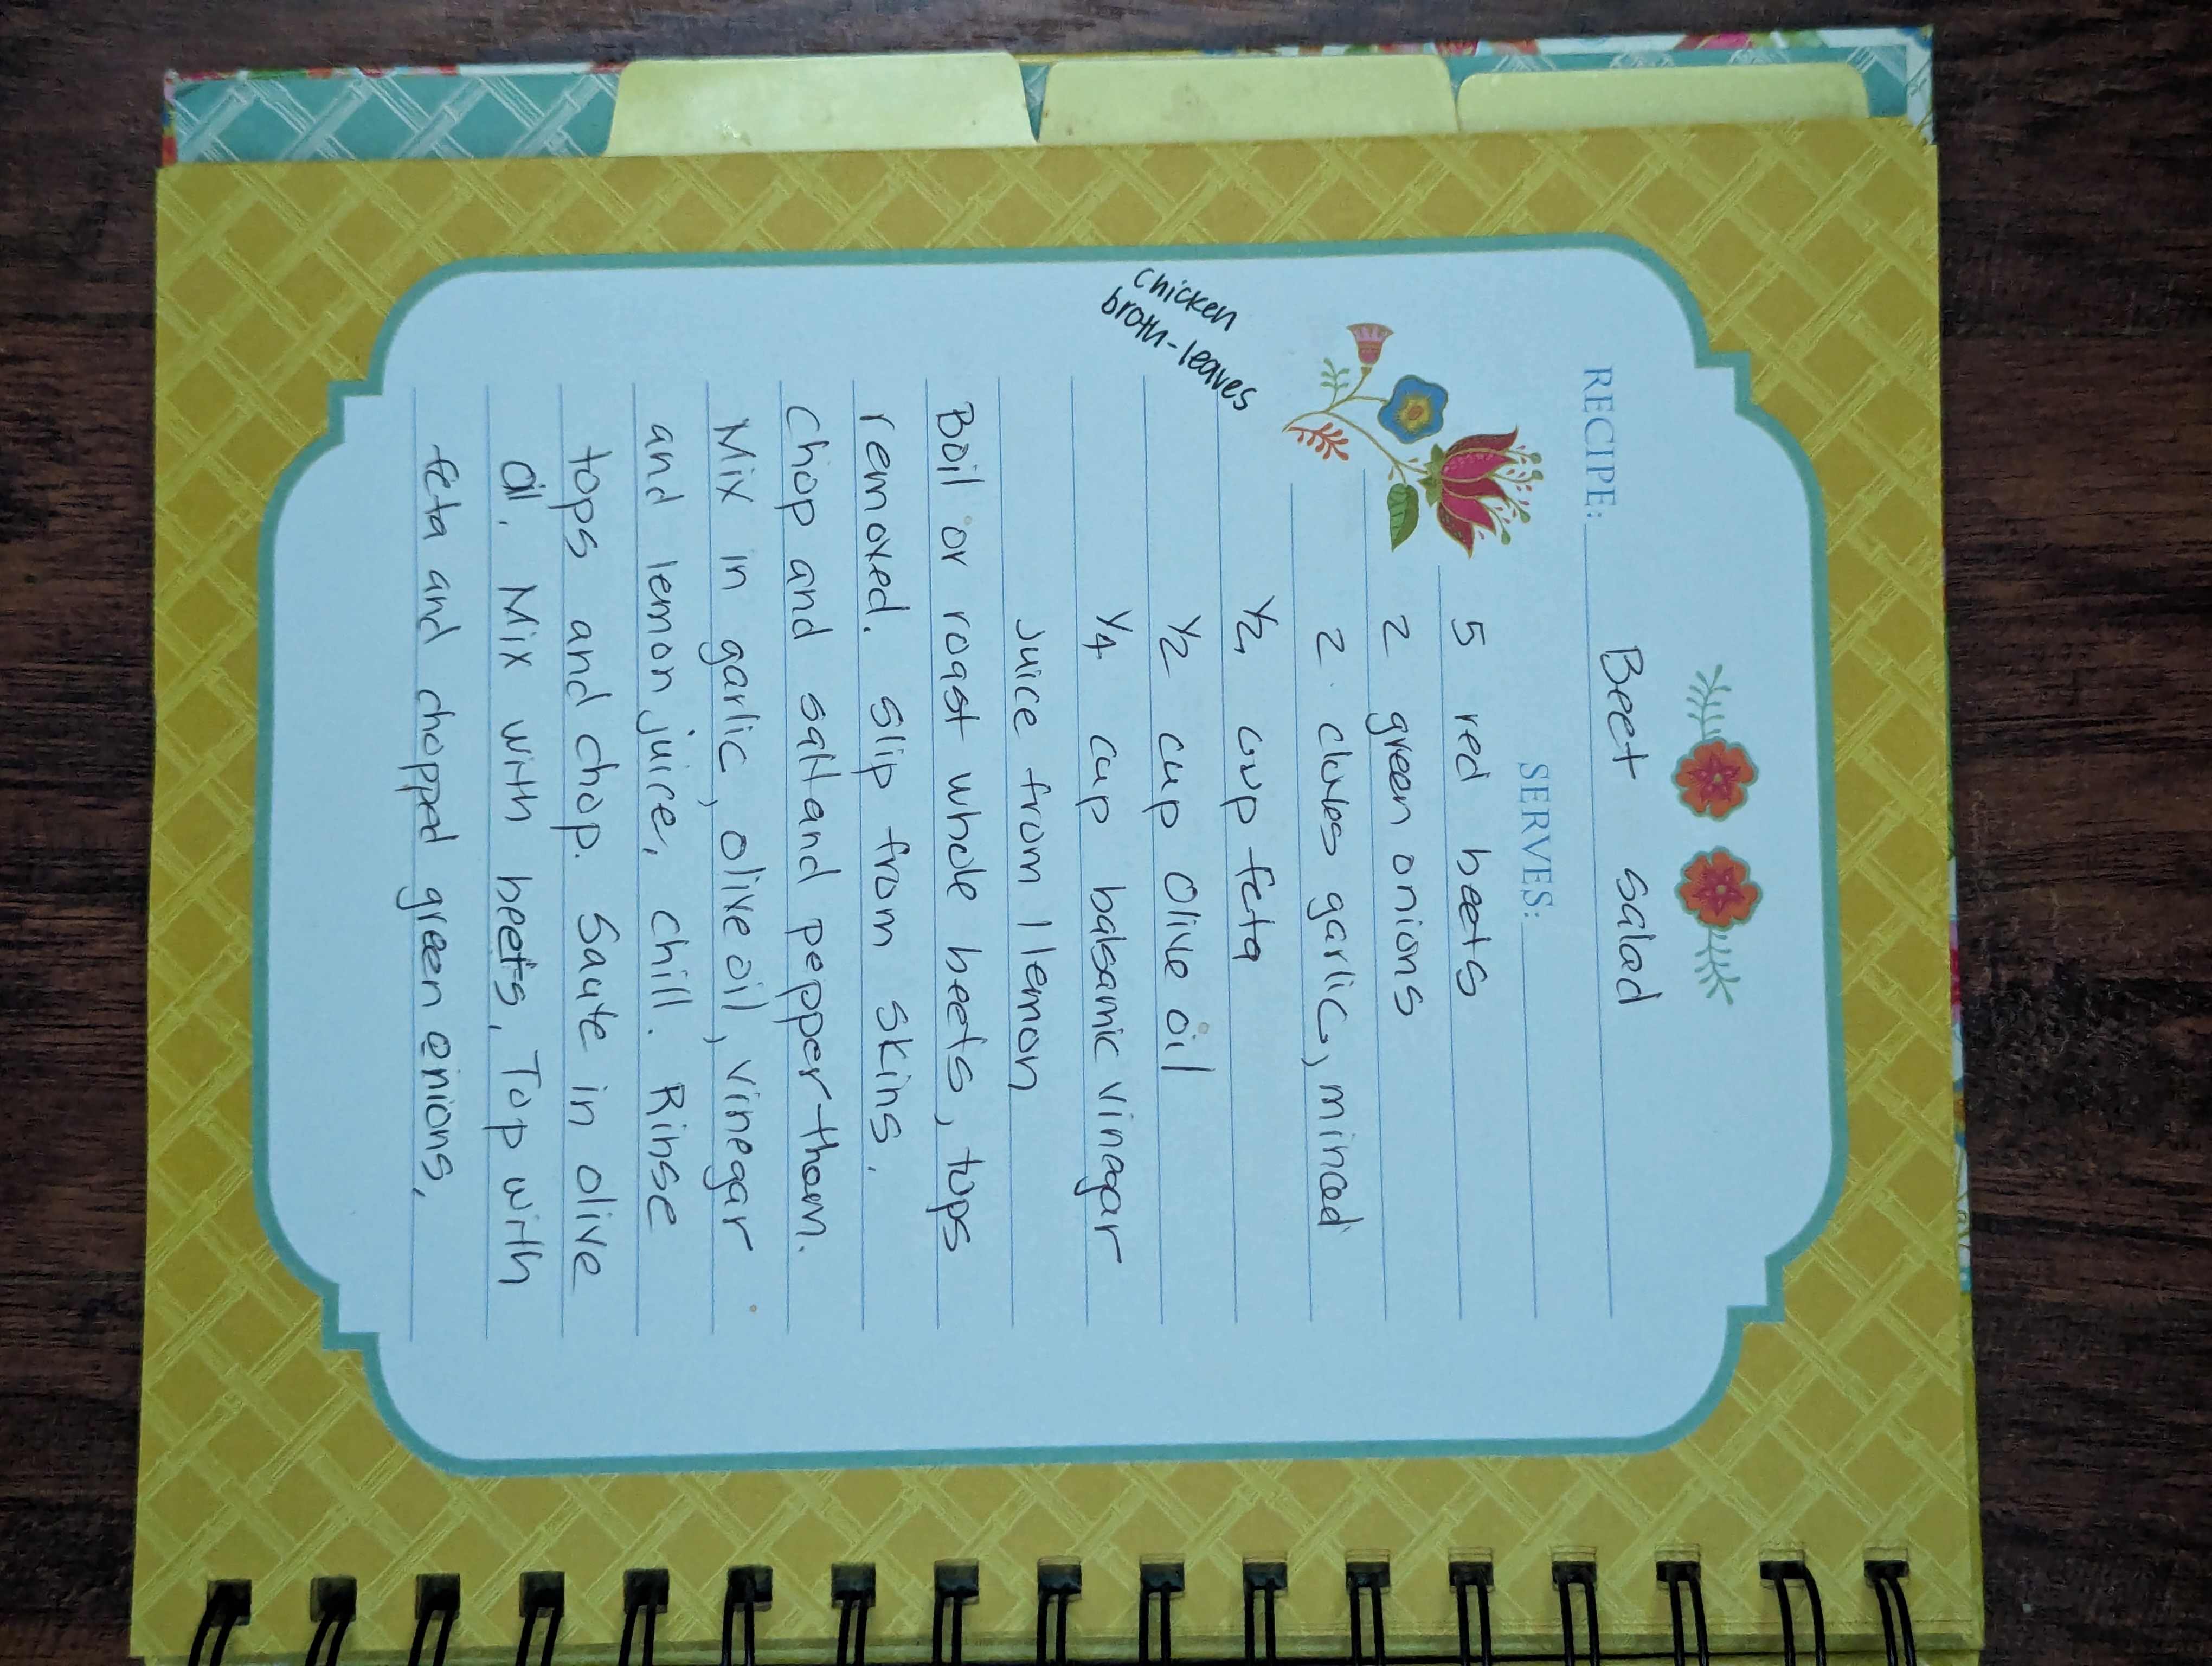 RECIPE: Beet salad
SERVES:
5 red beets
2 green onions
2 cloves garlic, minced
1/2 cup feta
chicken
broth-leaves
1/2 cup olive oil
1/4 cup balsamic vinegar
Juice from 1 lemon
Boil or roast whole beets, tops
removed. Slip from skins.
Chop and salt and pepper them.
Mix in garlic, olive oil, vinegar
and lemon juice, chill. Rinse
tops and chop. Saute in olive
oil. Mix with beets, Top with
feta and chopped green onions.